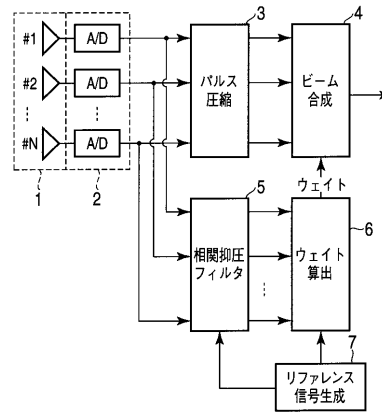 #1
A/D
#2
A/D
#N
A/D
1
2
3
パルス
圧縮
4
ビーム
合成
ウェイト
5
相関抑圧
フィルタ
6
ウェイト
算出
7
リファレンス
信号生成